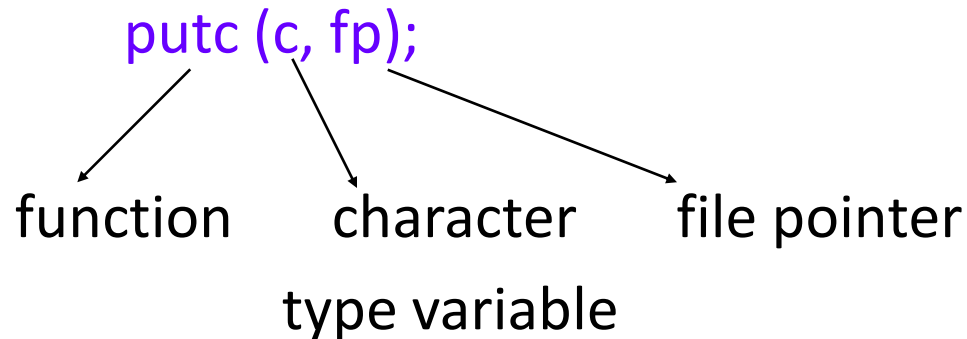 putc (c, fp);
function character file pointer
type variable